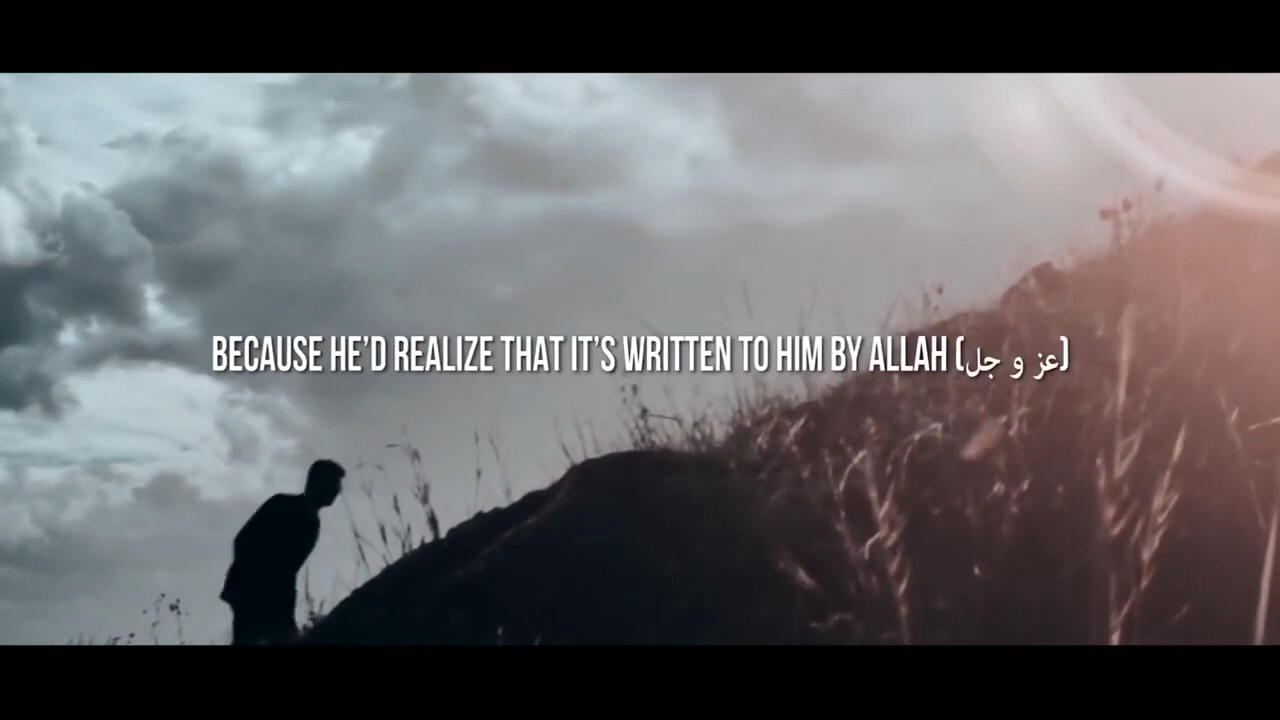 BECAUSE HE'D REALIZE THAT IT'S WRITTEN TO HIM BY ALLAH (عز و جل)